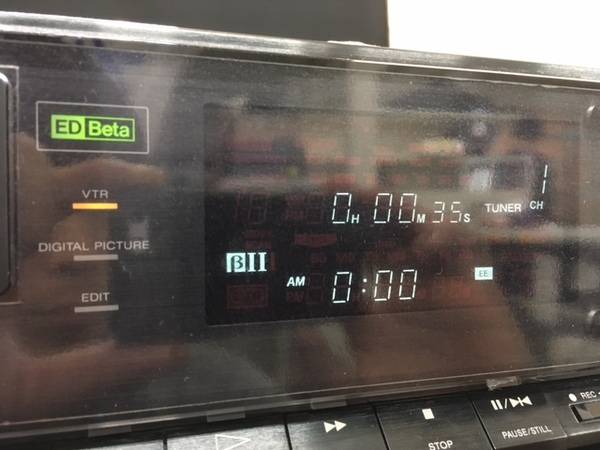 ED Beta
VTR
DIGITAL PICTURE
EDIT
0H 00M 35S
TUNER
1
CH
βII
AM 0:00
EE
STOP
PAUSE/STILL
REC